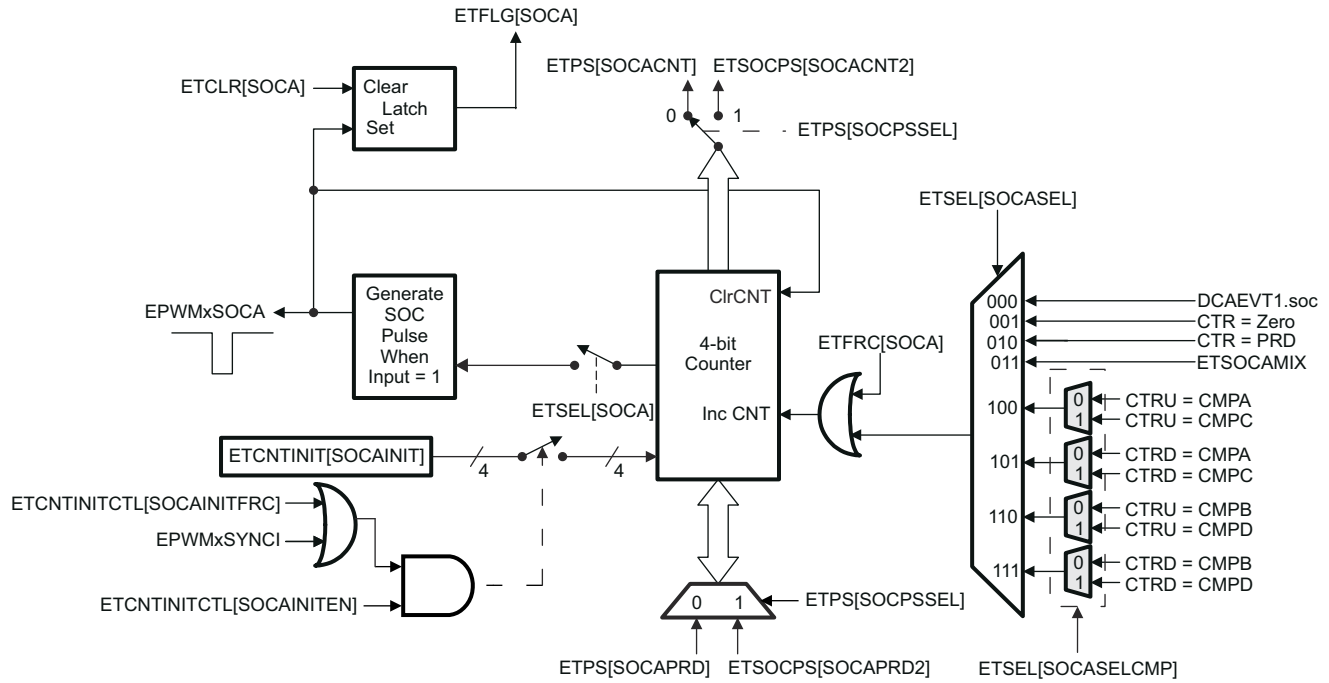 ETFLG[SOCA]
ETCLR[SOCA]
Clear
Latch
Set
ETPS[SOCACNT]
ETSOCPS[SOCACNT2]
0
1
ETPS[SOCPSSEL]
ETSEL[SOCASEL]
EPWMxSOCA
Generate
SOC
Pulse
When
Input = 1
ClrCNT
4-bit
Counter
Inc CNT
ETSEL[SOCA]
ETFRC[SOCA]
000
001
010
011
100
101
110
111
DCAEVT1.soc
CTR = Zero
CTR = PRD
ETSOCAMIX
0
1
CTRU = CMPA
CTRU = CMPC
0
1
CTRD = CMPA
CTRD = CMPC
0
1
CTRU = CMPB
CTRU = CMPD
0
1
CTRD = CMPB
CTRD = CMPD
ETSEL[SOCASELCMP]
ETCNTINIT[SOCAINIT]
4
4
ETCNTINITCTL[SOCAINITFRC]
EPWMxSYNCI
ETCNTINITCTL[SOCAINITEN]
0 1
ETPS[SOCPSSEL]
ETPS[SOCAPRD]
ETSOCPS[SOCAPRD2]